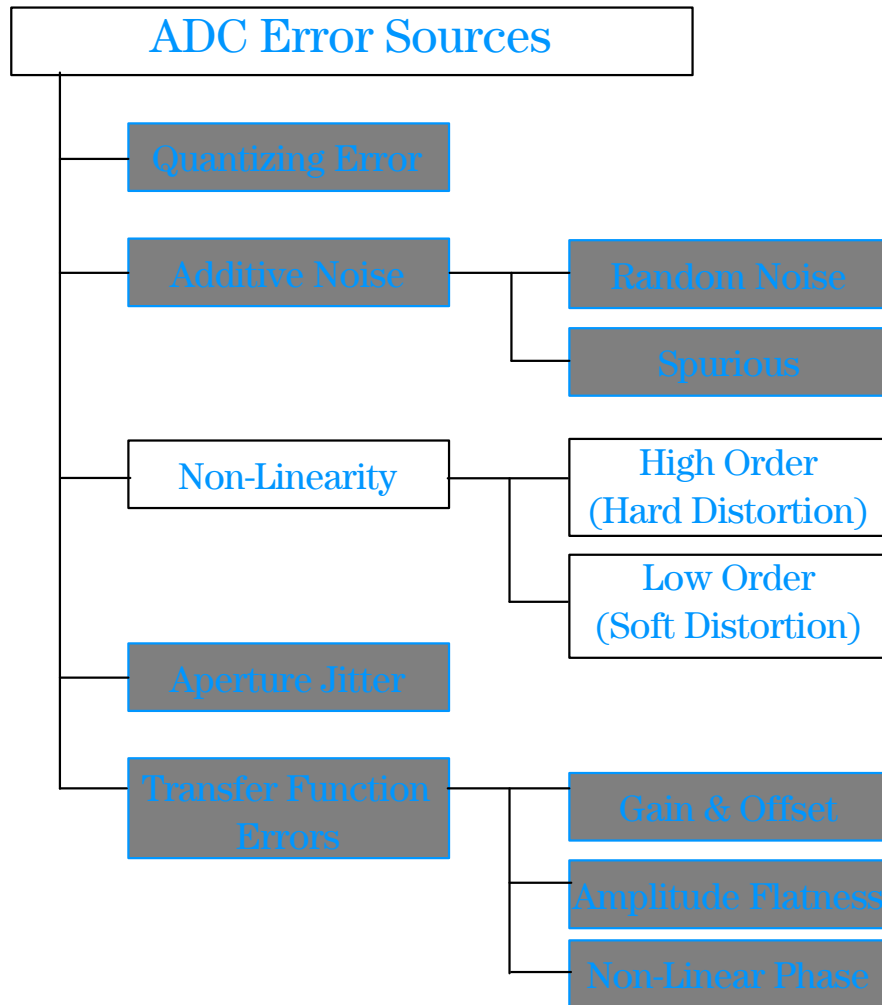 ADC Error Sources
Quantizing Error
Additive Noise
Random Noise
Spurious
Non-Linearity
High Order
(Hard Distortion)
Low Order
(Soft Distortion)
Aperture Jitter
Transfer Function
Errors
Gain & Offset
Amplitude Flatness
Non-Linear Phase